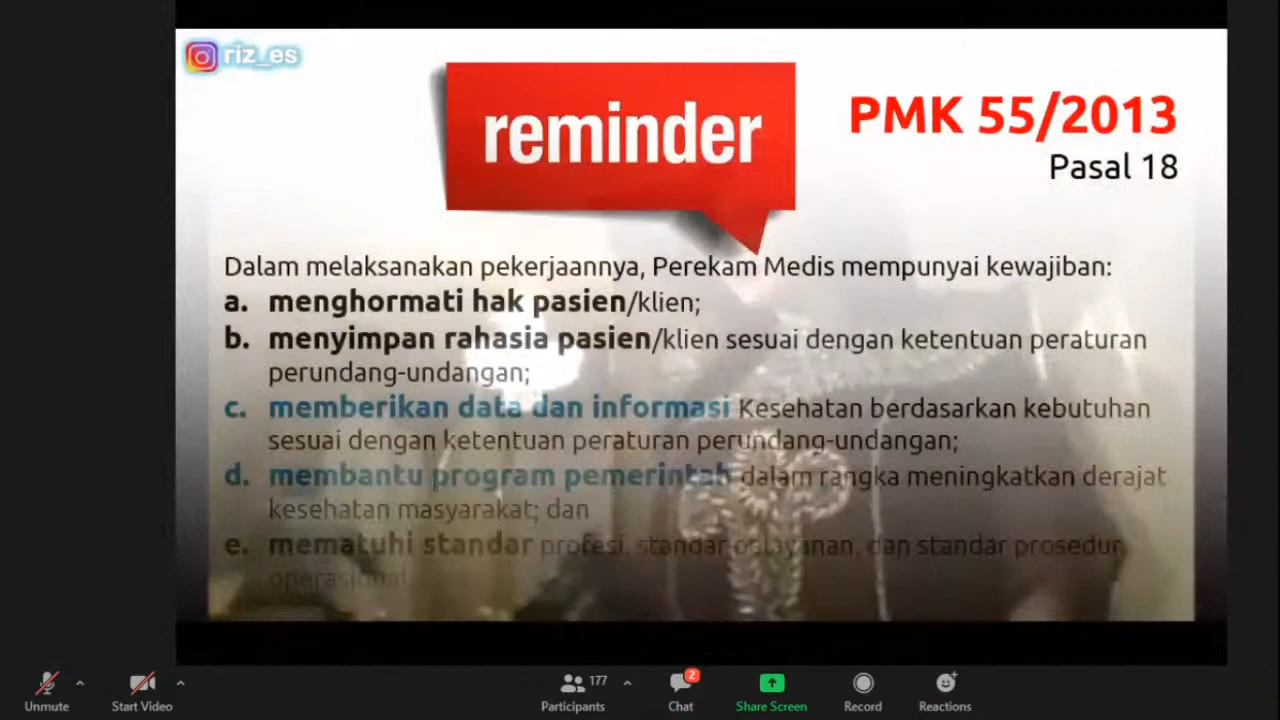 riz_es
reminder
PMK 55/2013
Pasal 18
Dalam melaksanakan pekerjaannya, Perekam Medis mempunyai kewajiban:
a. menghormati hak pasien/klien;
b. menyimpan rahasia pasien/klien sesuai dengan ketentuan peraturan
perundang-undangan;
c. memberikan data dan informasi Kesehatan berdasarkan kebutuhan
sesuai dengan ketentuan peraturan perundang-undangan;
d. membantu program pemerintah dalam rangka meningkatkan derajat
kesehatan masyarakat; dan
e. mematuhi standar profesi, standar pelayanan, dan standar prosedur
operasional.
Unmute
Start Video
Participants
177
Chat
2
Share Screen
Record
Reactions